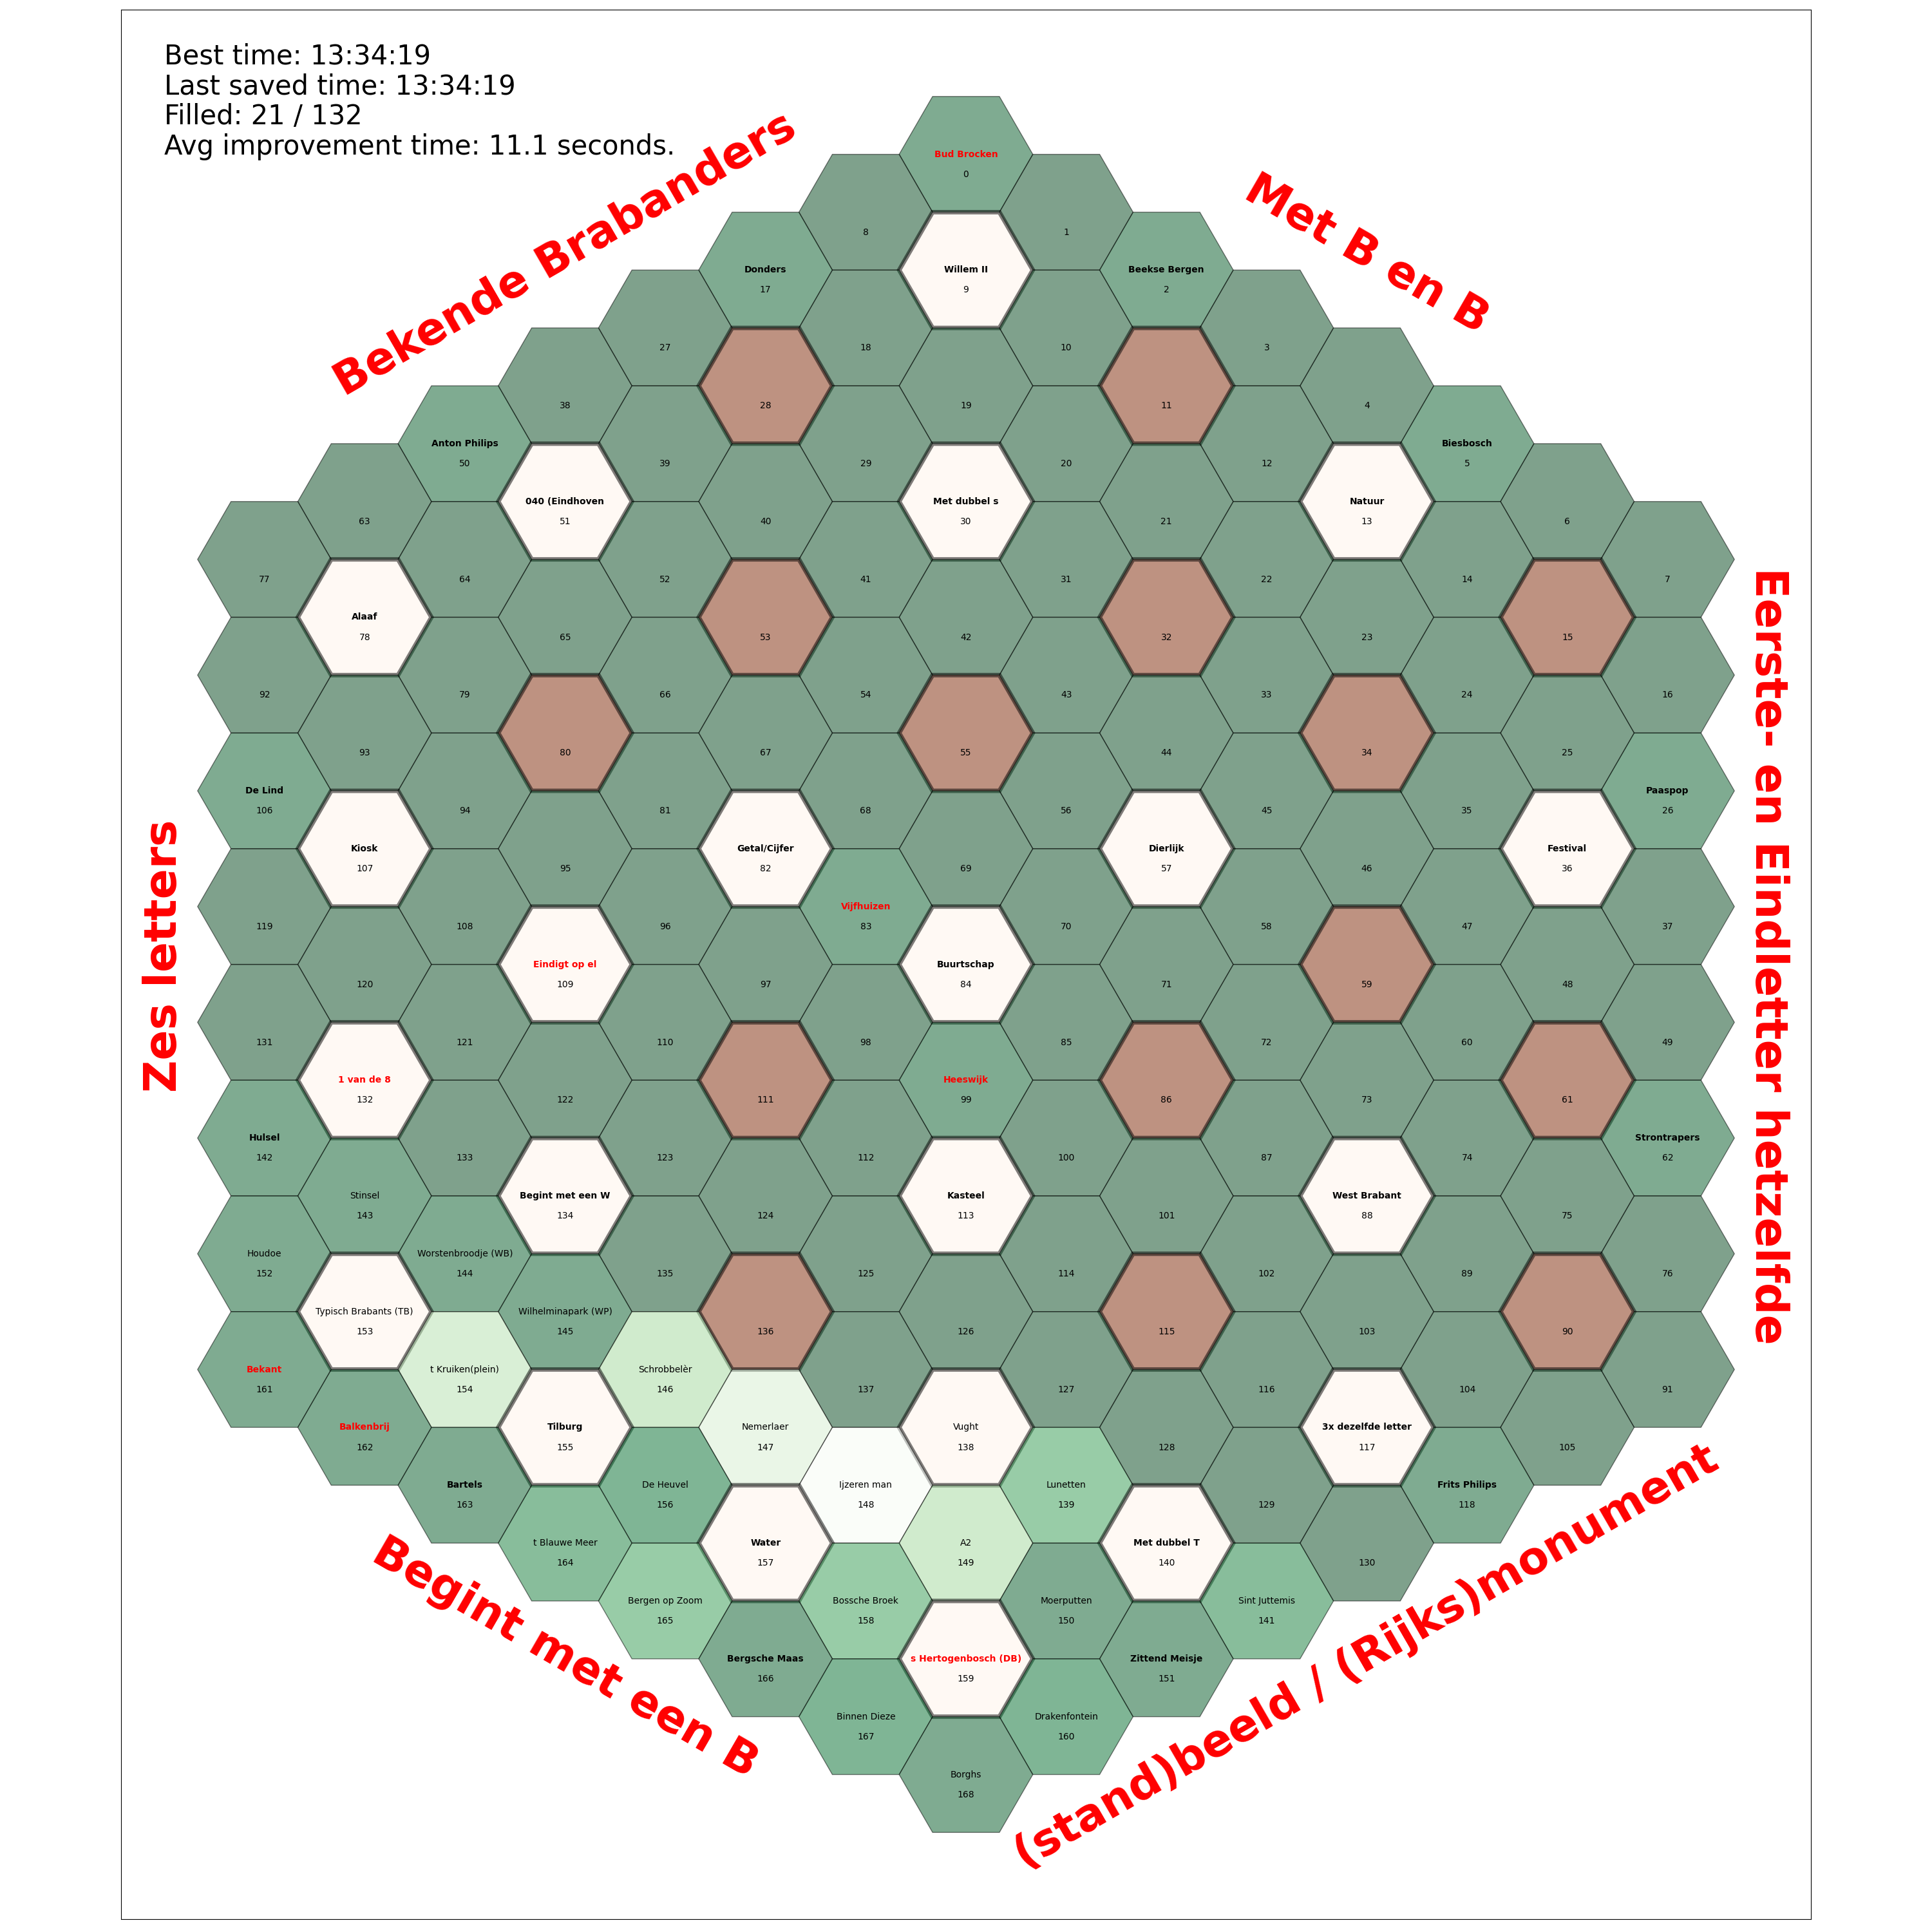 Best time: 13:34:19
Last saved time: 13:34:19
Filled: 21 / 132
Avg improvement time: 11.1 seconds.
Bekende Brabanders
Met B en B
Eerste- en Eindletter hetzelfde
Zes letters
Begint met een B
(stand)beeld / (Rijks)monument
Bud Brocken
0
8
1
Donders
17
Willem II
9
Beekse Bergen
2
27
18
10
3
38
28
19
11
4
Anton Philips
50
39
29
20
12
Biesbosch
5
63
040 (Eindhoven
51
40
Met dubbel s
30
21
Natuur
13
6
77
64
52
41
31
22
14
7
Alaaf
78
65
53
42
32
23
15
92
79
66
54
43
33
24
16
93
80
67
55
44
34
25
De Lind
106
94
81
68
56
45
35
Paaspop
26
Kiosk
107
95
Getal/Cijfer
82
69
Dierlijk
57
46
Festival
36
119
108
96
Vijfhuizen
83
70
58
47
37
120
Eindigt op el
109
97
Buurtschap
84
71
59
48
131
121
110
98
85
72
60
49
1 van de 8
132
122
111
Heeswijk
99
86
73
61
Hulsel
142
133
123
112
100
87
74
Strontrapers
62
Stinsel
143
Begint met een W
134
124
Kasteel
113
101
West Brabant
88
75
Houdoe
152
Worstenbroodje (WB)
144
135
125
114
102
89
76
Typisch Brabants (TB)
153
Wilhelminapark (WP)
145
136
126
115
103
90
Bekant
161
t Kruiken(plein)
154
Schrobbelèr
146
137
127
116
104
91
Balkenbrij
162
Tilburg
155
Nemerlaer
147
Vught
138
128
3x dezelfde letter
117
105
Bartels
163
De Heuvel
156
Ijzeren man
148
Lunetten
139
129
Frits Philips
118
t Blauwe Meer
164
Water
157
A2
149
Met dubbel T
140
130
Bergen op Zoom
165
Bossche Broek
158
Moerputten
150
Sint Juttemis
141
Bergsche Maas
166
s Hertogenbosch (DB)
159
Zittend Meisje
151
Binnen Dieze
167
Drakenfontein
160
Borghs
168